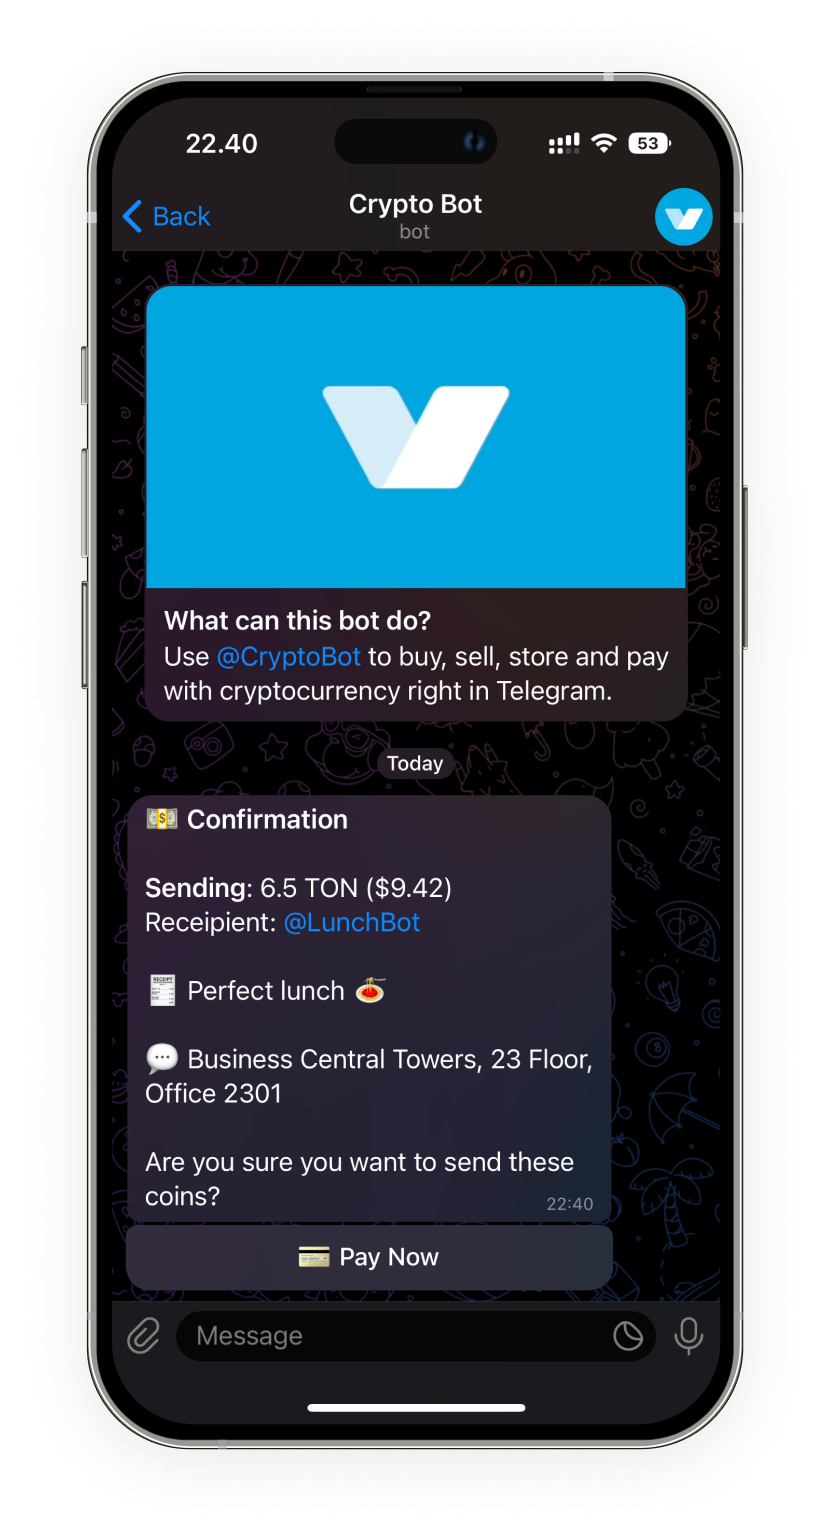 22.40
53
Back
Crypto Bot
bot
What can this bot do?
Use @CryptoBot to buy, sell, store and pay
with cryptocurrency right in Telegram.
Today
💵 Confirmation
Sending: 6.5 TON ($9.42)
Receipient: @LunchBot
🧾 Perfect lunch 🍝
💬 Business Central Towers, 23 Floor,
Office 2301
Are you sure you want to send these
coins?
22:40
💳 Pay Now
Message